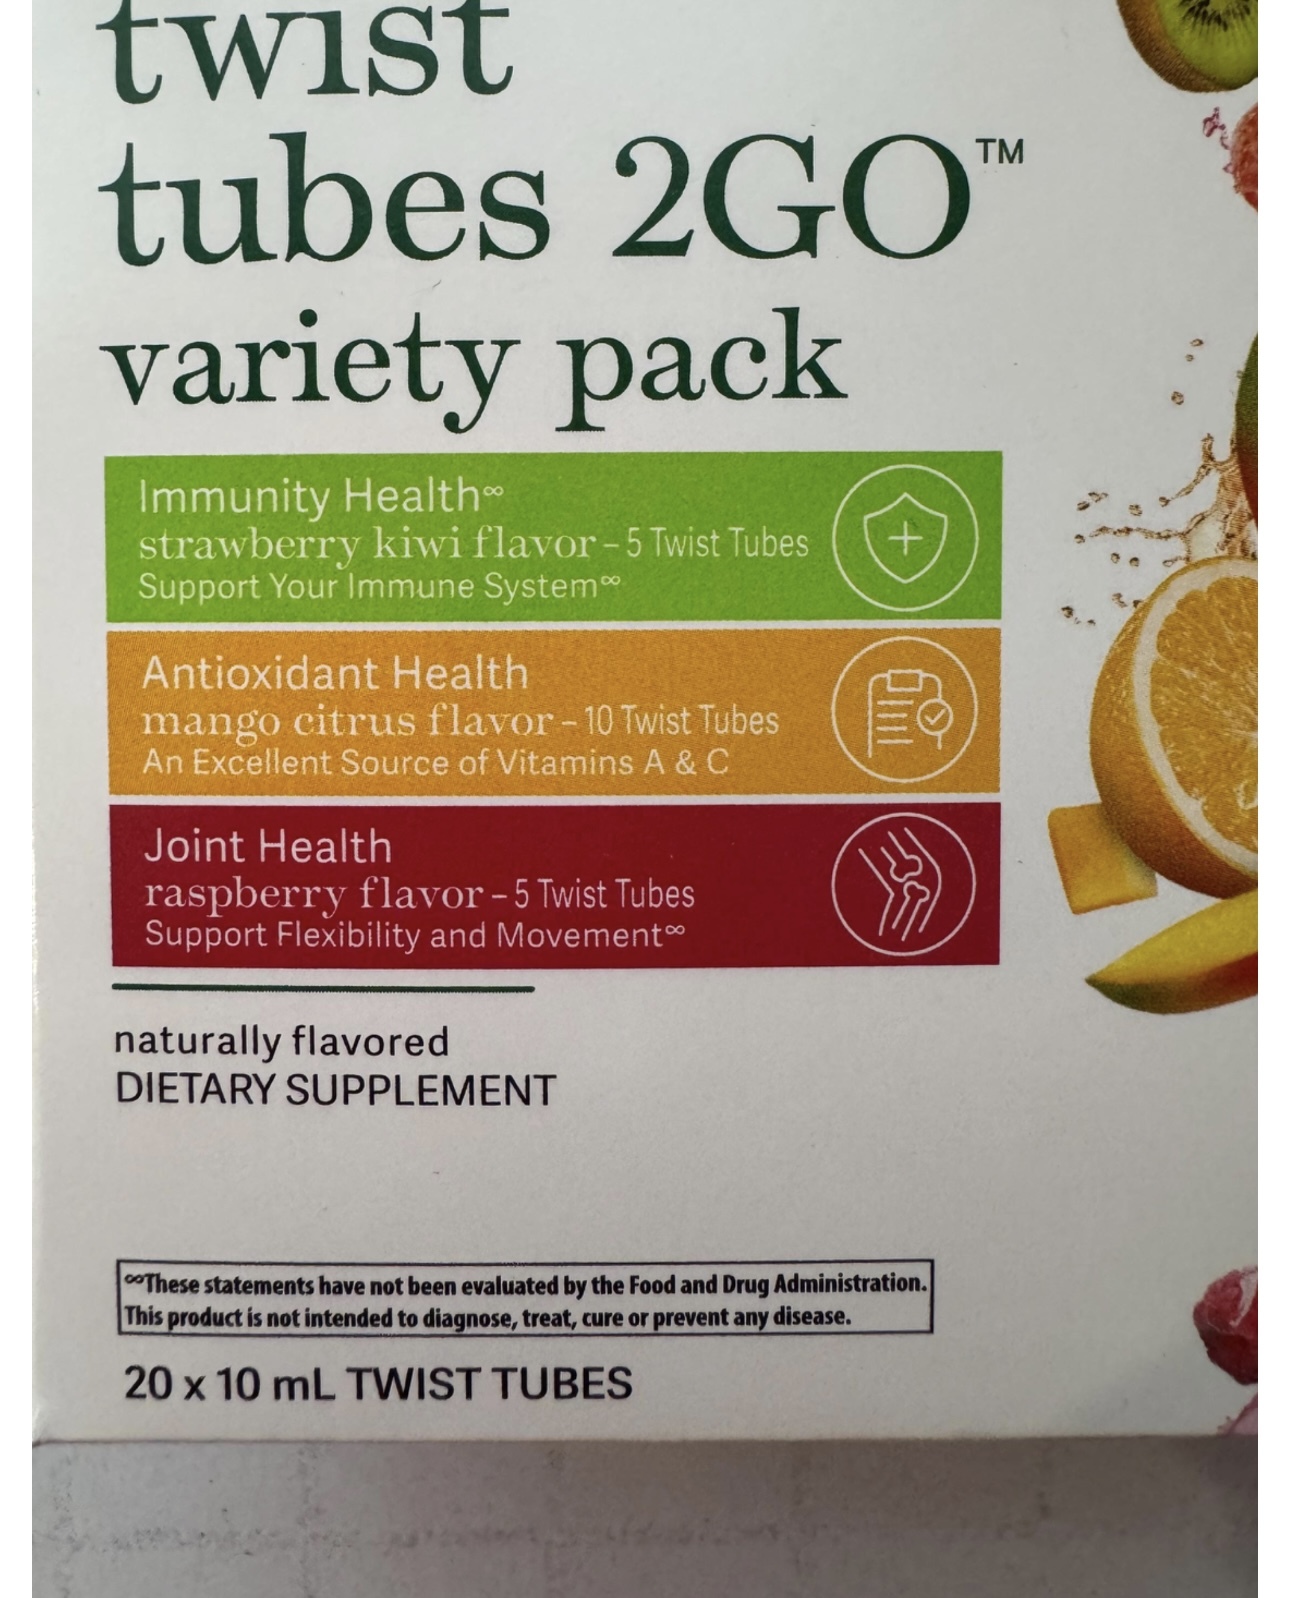 twist
tubes 2GO™
variety pack
Immunity Health∞
strawberry kiwi flavor – 5 Twist Tubes
Support Your Immune System∞
Antioxidant Health
mango citrus flavor – 10 Twist Tubes
An Excellent Source of Vitamins A & C
Joint Health
raspberry flavor – 5 Twist Tubes
Support Flexibility and Movement∞
naturally flavored
DIETARY SUPPLEMENT
∞These statements have not been evaluated by the Food and Drug Administration.
This product is not intended to diagnose, treat, cure or prevent any disease.
20 x 10 mL TWIST TUBES